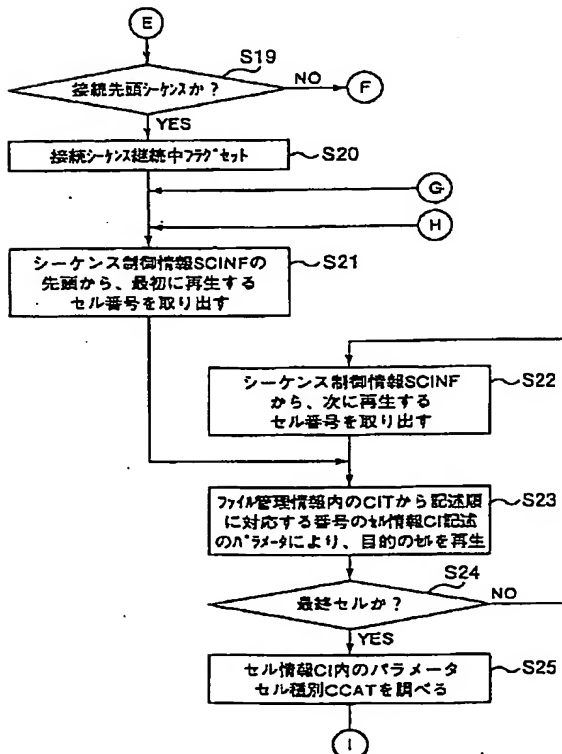 E
S19
接続先頭シーケンスか?
NO
F
YES
接続シーケンス継続中フラグセット
S20
G
H
シーケンス制御情報SCINFの
先頭から、最初に再生する
セル番号を取り出す
S21
シーケンス制御情報SCINF
から、次に再生する
セル番号を取り出す
S22
ファイル管理情報内のCITから記述順
に対応する番号のセル情報CI記述
のパラメータにより、目的のセルを再生
S23
S24
最終セルか?
NO
YES
セル情報CI内のパラメータ
セル種別CCATを調べる
S25
I